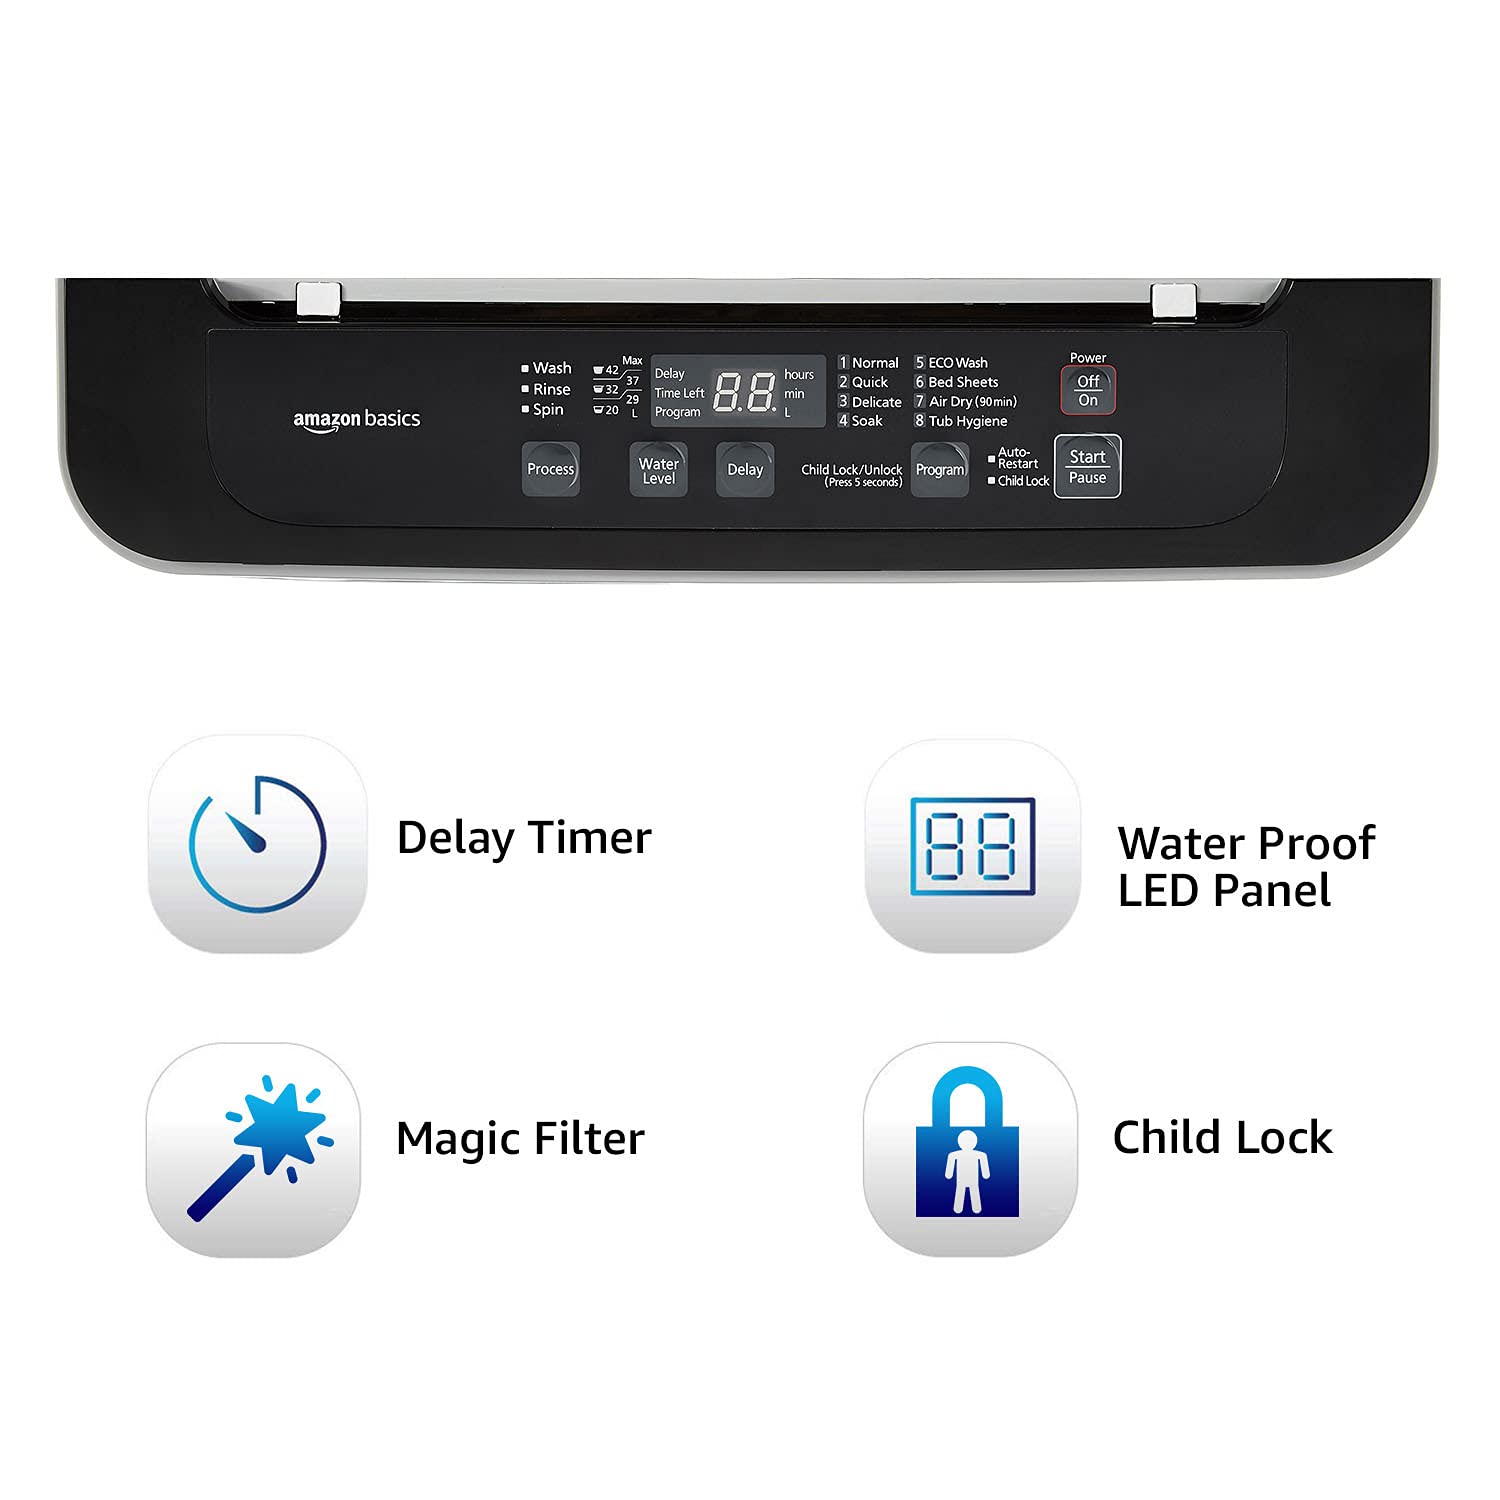 amazon basics
Wash
Rinse
Spin
Max
42
37
32
29
20
L
Delay
Time Left
Program
88
hours
min
L
1 Normal
2 Quick
3 Delicate
4 Soak
5 ECO Wash
6 Bed Sheets
7 Air Dry (90min)
8 Tub Hygiene
Power
Off
On
Process
Water
Level
Delay
Child Lock/Unlock
(Press 5 seconds)
Program
Auto-
Restart
Child Lock
Start
Pause
Delay Timer
88
Water Proof
LED Panel
Magic Filter
Child Lock